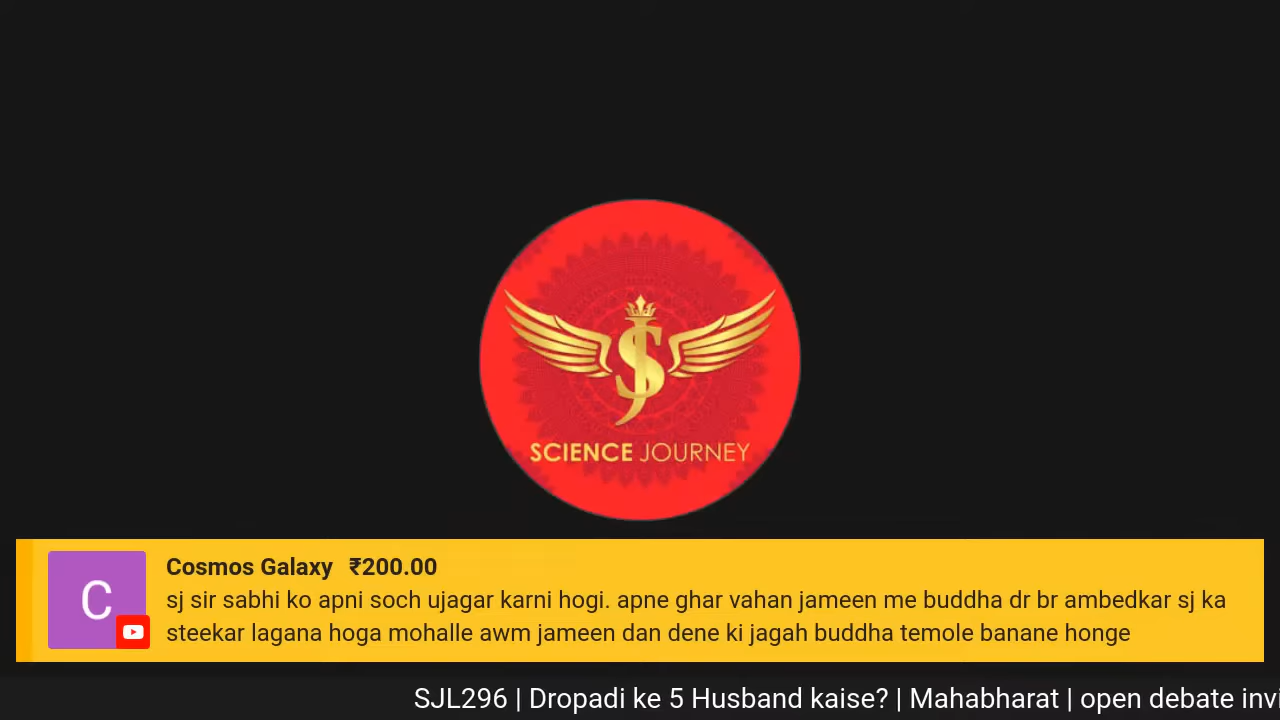 SJ
SCIENCE JOURNEY
C
Cosmos Galaxy ₹200.00
sj sir sabhi ko apni soch ujagar karni hogi. apne ghar vahan jameen me buddha dr br ambedkar sj ka
steekar lagana hoga mohalle awm jameen dan dene ki jagah buddha temole banane honge
SJL296 | Dropadi ke 5 Husband kaise? | Mahabharat | open debate invi